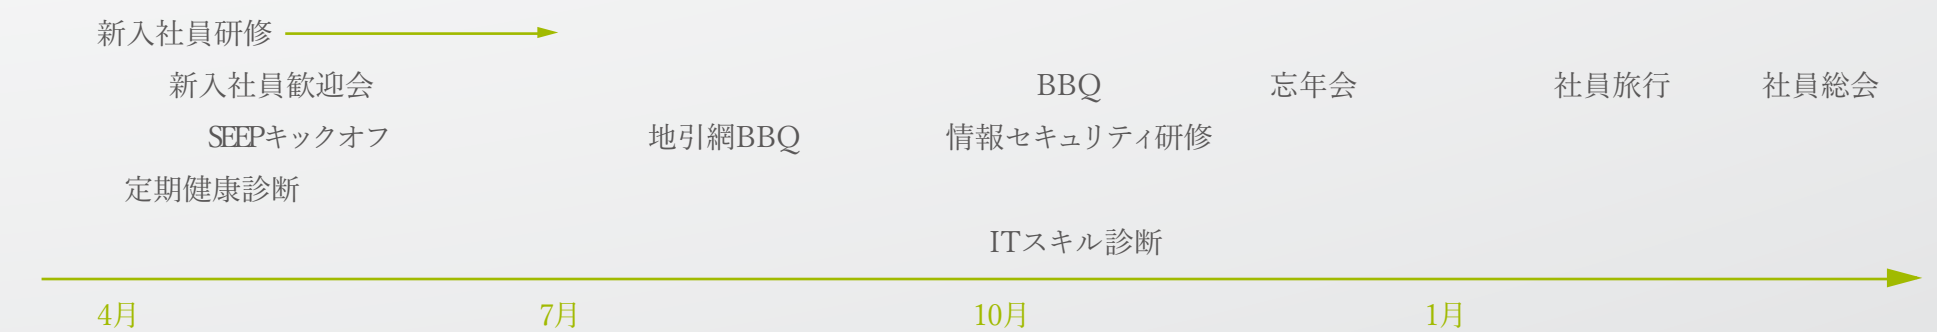 新入社員研修
新入社員歓迎会 BBQ 忘年会 社員旅行 社員総会
SEEPキックオフ 地引網BBQ 情報セキュリティ研修
定期健康診断
ITスキル診断
4月 7月 10月 1月